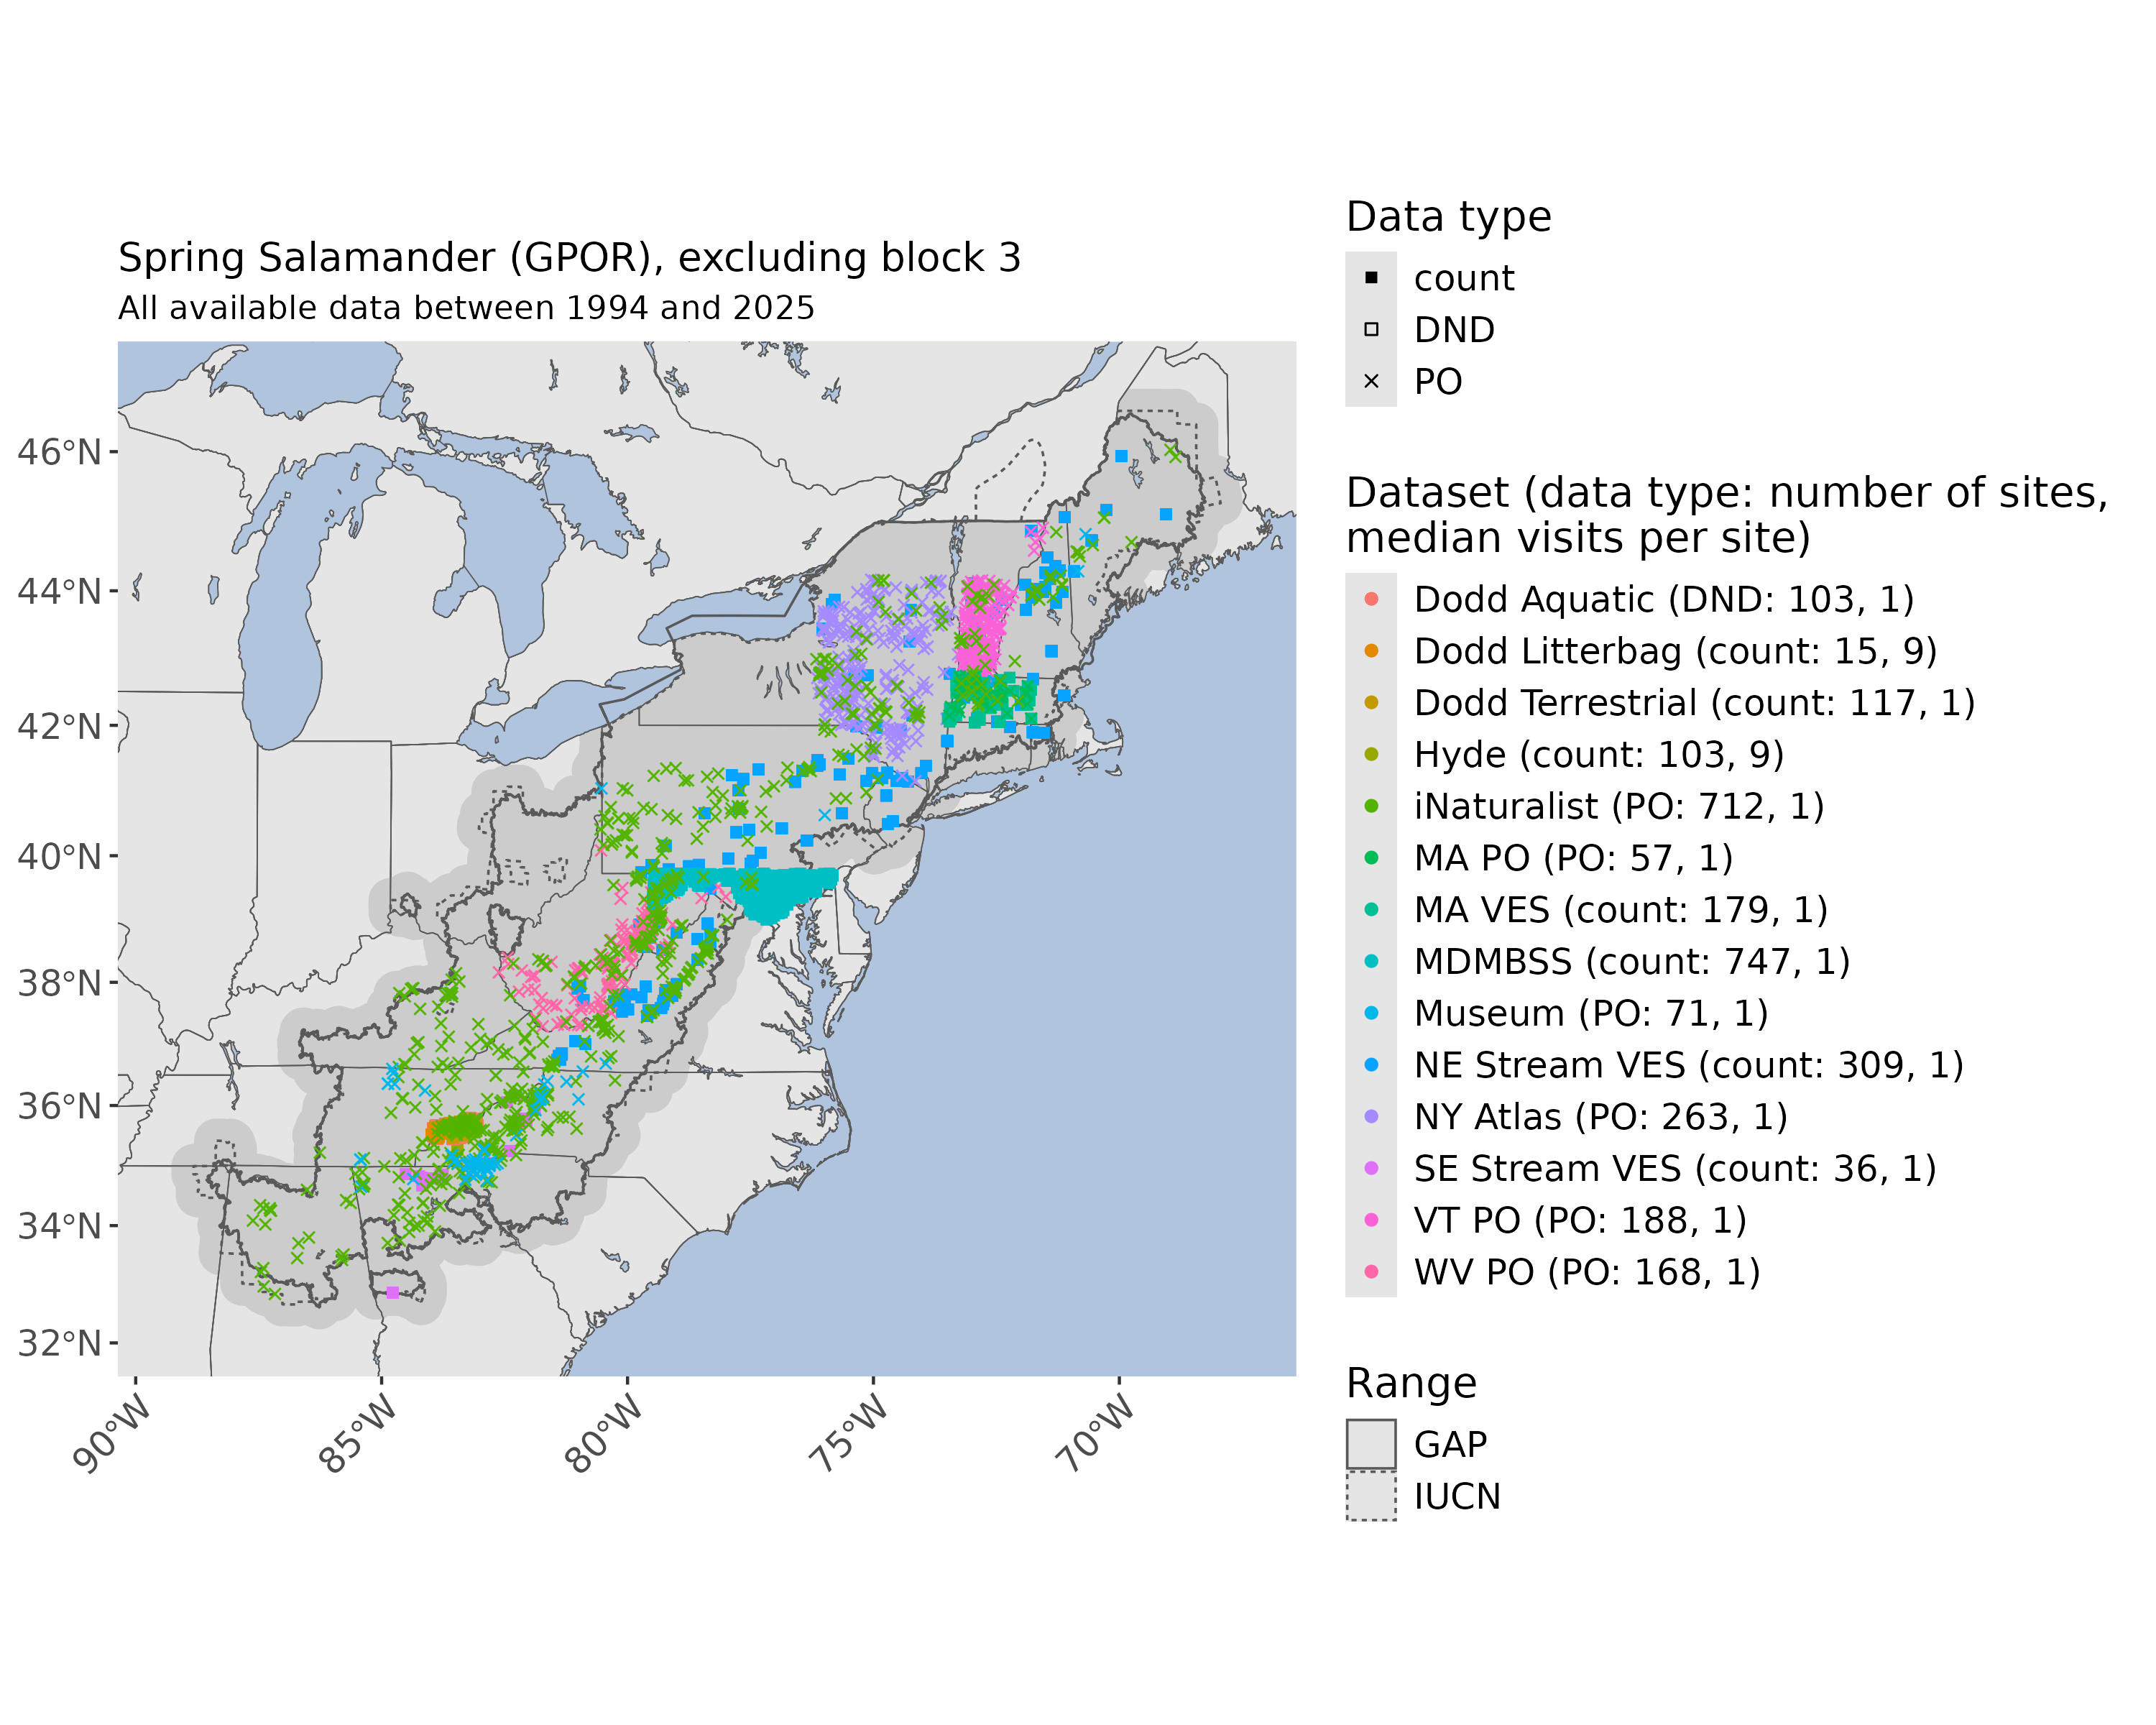 Spring Salamander (GPOR), excluding block 3
All available data between 1994 and 2025
46°N
44°N
42°N
40°N
38°N
36°N
34°N
32°N
90°W
85°W
80°W
75°W
70°W
Data type
count
DND
PO
Dataset (data type: number of sites,
median visits per site)
Dodd Aquatic (DND: 103, 1)
Dodd Litterbag (count: 15, 9)
Dodd Terrestrial (count: 117, 1)
Hyde (count: 103, 9)
iNaturalist (PO: 712, 1)
MA PO (PO: 57, 1)
MA VES (count: 179, 1)
MDMBSS (count: 747, 1)
Museum (PO: 71, 1)
NE Stream VES (count: 309, 1)
NY Atlas (PO: 263, 1)
SE Stream VES (count: 36, 1)
VT PO (PO: 188, 1)
WV PO (PO: 168, 1)
Range
GAP
IUCN